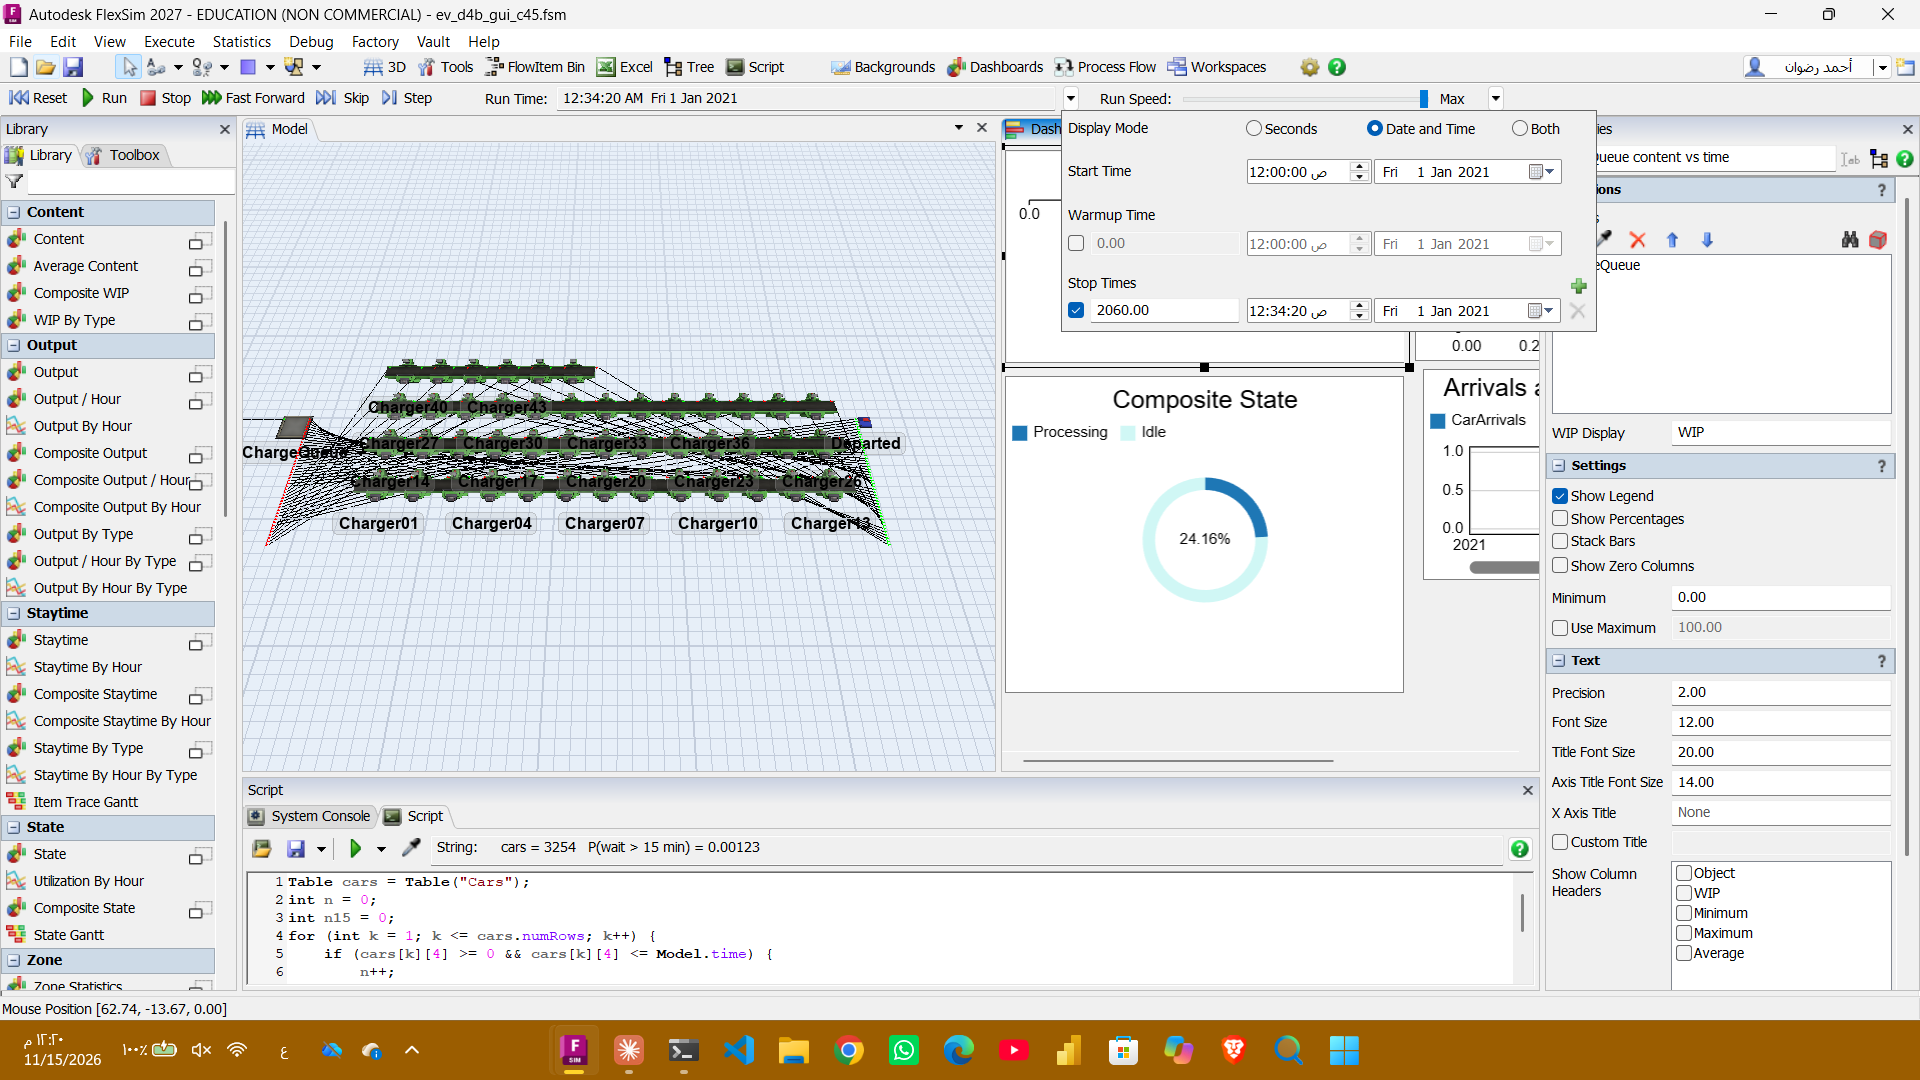 Autodesk FlexSim 2027 - EDUCATION (NON COMMERCIAL) - ev_d4b_gui_c45.fsm
File Edit View Execute Statistics Debug Factory Vault Help
3D Tools FlowItem Bin Excel Tree Script Backgrounds Dashboards Process Flow Workspaces أحمد رضوان
Reset Run Stop Fast Forward Skip Step Run Time: 12:34:20 AM Fri 1 Jan 2021 Run Speed: Max
Library
Library Toolbox
Content
Content
Average Content
Composite WIP
WIP By Type
Output
Output
Output / Hour
Output By Hour
Composite Output
Composite Output / Hour
Composite Output By Hour
Output By Type
Output / Hour By Type
Output By Hour By Type
Staytime
Staytime
Staytime By Hour
Composite Staytime
Composite Staytime By Hour
Staytime By Type
Staytime By Hour By Type
Item Trace Gantt
State
State
Utilization By Hour
Composite State
State Gantt
Zone
Zone Statistics
Model
Charger40 Charger43
Charger27 Charger30 Charger33 Charger36 Departed
ChargeQueue
Charger14 Charger17 Charger20 Charger23 Charger26
Charger01 Charger04 Charger07 Charger10 Charger13
Dash
0.0
Display Mode Seconds Date and Time Both
Start Time 12:00:00 ص Fri 1 Jan 2021
Warmup Time
0.00 12:00:00 ص Fri 1 Jan 2021
Stop Times
2060.00 12:34:20 ص Fri 1 Jan 2021
0.00 0.2
Composite State
Processing Idle
24.16%
Arrivals a
CarArrivals
1.0
0.5
0.0
2021
ies
Queue content vs time
ions
?
eQueue
WIP Display WIP
Settings ?
Show Legend
Show Percentages
Stack Bars
Show Zero Columns
Minimum 0.00
Use Maximum 100.00
Text ?
Precision 2.00
Font Size 12.00
Title Font Size 20.00
Axis Title Font Size 14.00
X Axis Title None
Custom Title
Show Column Headers
Object
WIP
Minimum
Maximum
Average
Script
System Console Script
String: cars = 3254 P(wait > 15 min) = 0.00123
1 Table cars = Table("Cars");
2 int n = 0;
3 int n15 = 0;
4 for (int k = 1; k <= cars.numRows; k++) {
5 if (cars[k][4] >= 0 && cars[k][4] <= Model.time) {
6 n++;
Mouse Position [62.74, -13.67, 0.00]
١٢:٢٠ م
11/15/2026
١٠٠٪
ع
F
SIM